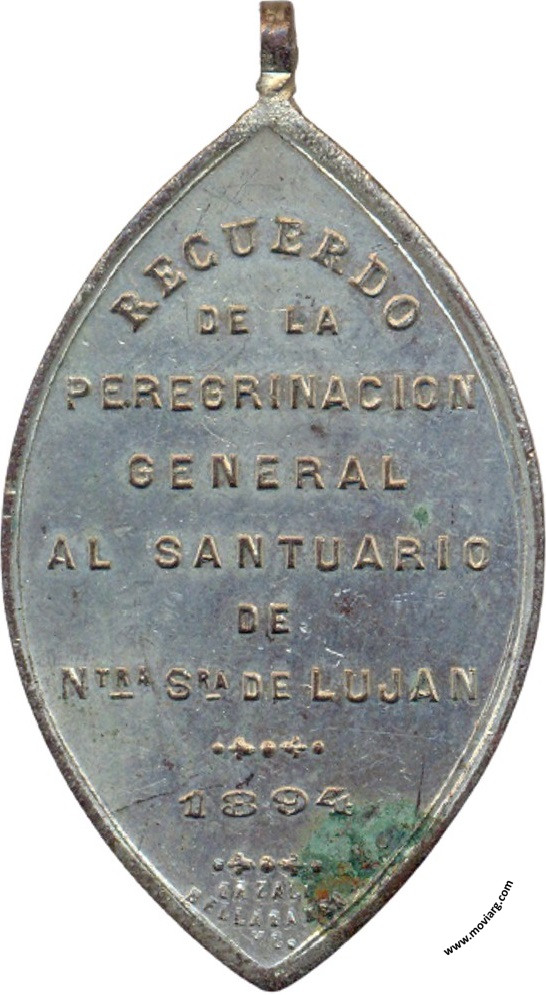 RECUERDO
DE LA
PEREGRINACION
GENERAL
AL SANTUARIO
DE
NTRA SRA DE LUJAN
1894
www.moviarg.com